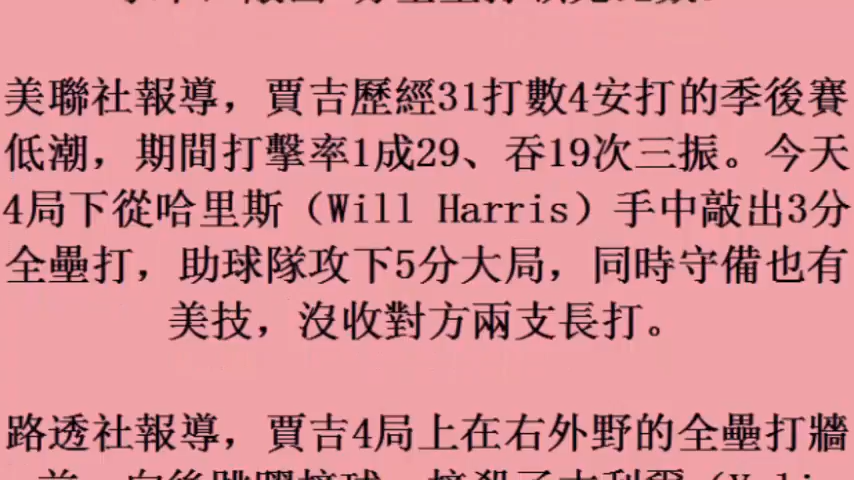 美聯社報導，賈吉歷經31打數4安打的季後賽
低潮，期間打擊率1成29、吞19次三振。今天
4局下從哈里斯（Will Harris）手中敲出3分
全壘打，助球隊攻下5分大局，同時守備也有
美技，沒收對方兩支長打。
路透社報導，賈吉4局上在右外野的全壘打牆